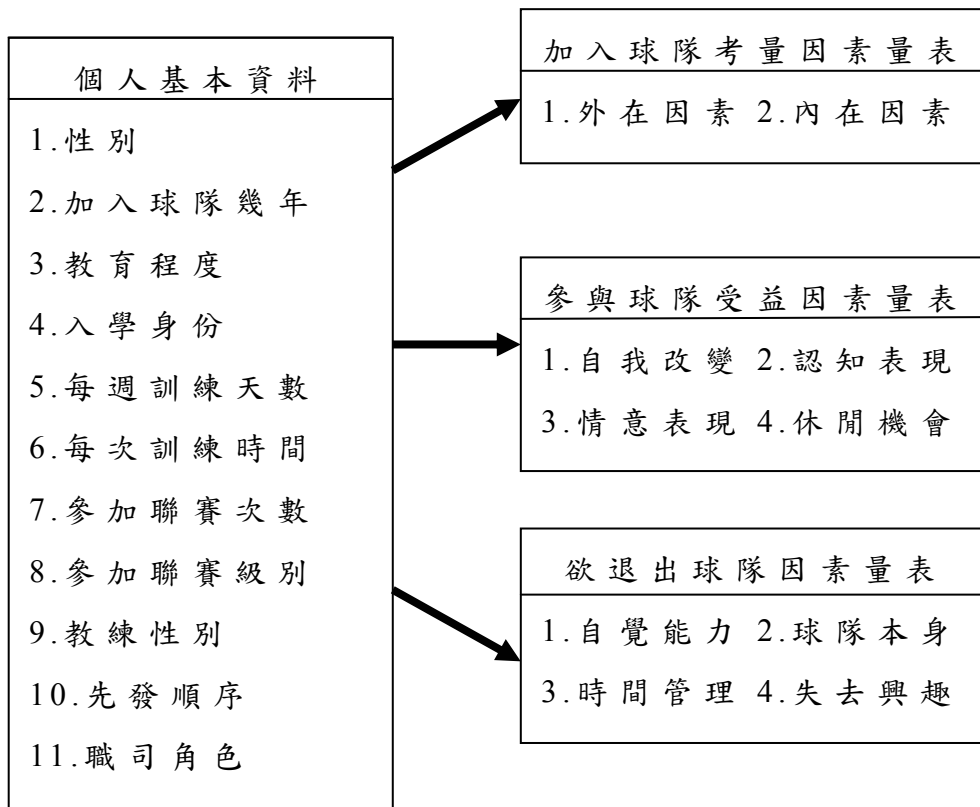 個人基本資料
1.性別
2.加入球隊幾年
3.教育程度
4.入學身份
5.每週訓練天數
6.每次訓練時間
7.參加聯賽次數
8.參加聯賽級別
9.教練性別
10.先發順序
11.職司角色
加入球隊考量因素量表
1.外在因素 2.內在因素
參與球隊受益因素量表
1.自我改變 2.認知表現
3.情意表現 4.休閒機會
欲退出球隊因素量表
1.自覺能力 2.球隊本身
3.時間管理 4.失去興趣